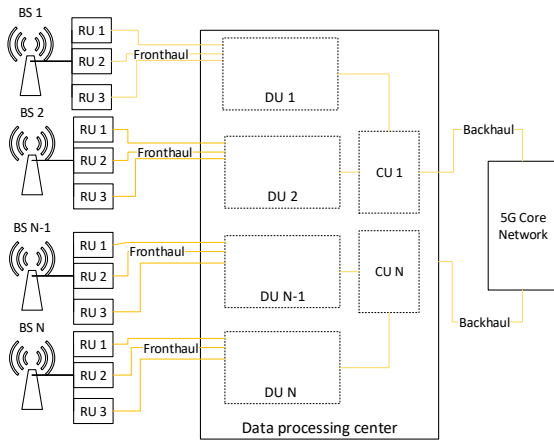 BS 1
RU 1
RU 2
RU 3
Fronthaul
DU 1
BS 2
RU 1
RU 2
RU 3
Fronthaul
DU 2
CU 1
Backhaul
5G Core
Network
BS N-1
RU 1
RU 2
RU 3
Fronthaul
DU N-1
CU N
Backhaul
BS N
RU 1
RU 2
RU 3
Fronthaul
DU N
Data processing center